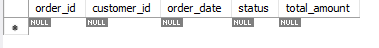 order_id customer_id order_date status total_amount
NULL NULL NULL NULL NULL